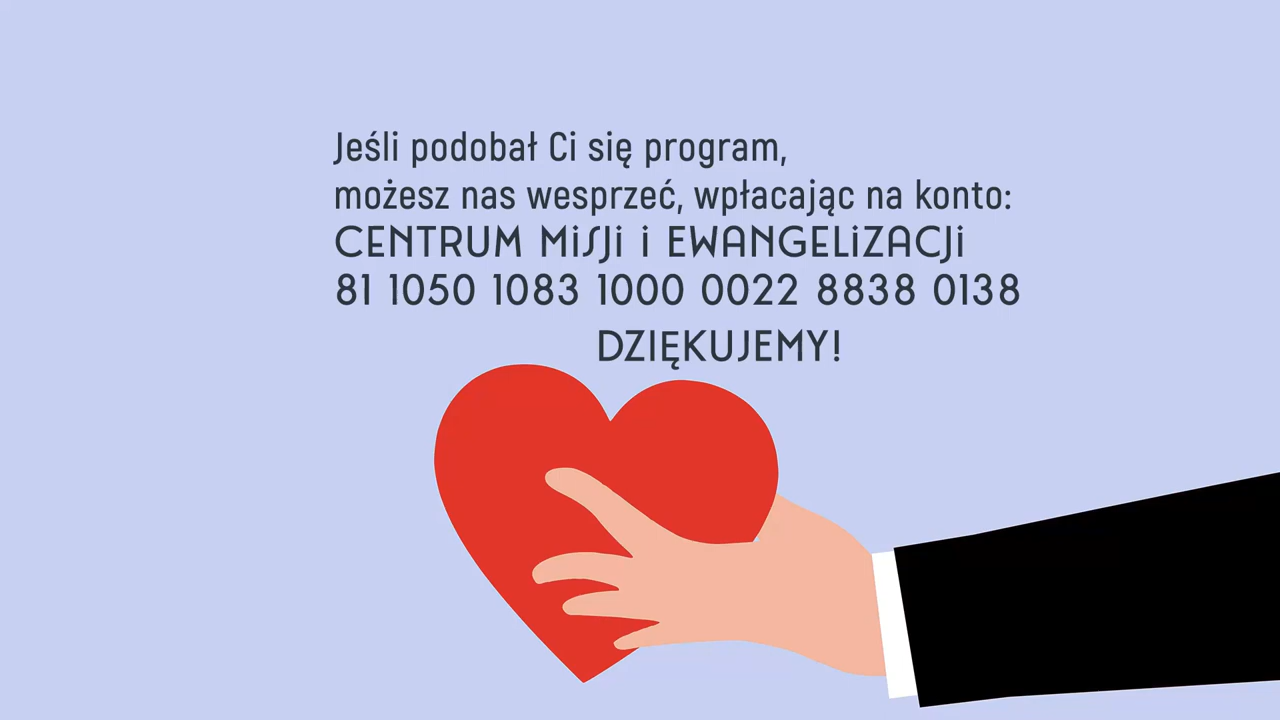 Jeśli podobał Ci się program,
możesz nas wesprzeć, wpłacając na konto:
CENTRUM MiSJi i EWANGELiZACJi
81 1050 1083 1000 0022 8838 0138
DZIĘKUJEMY!